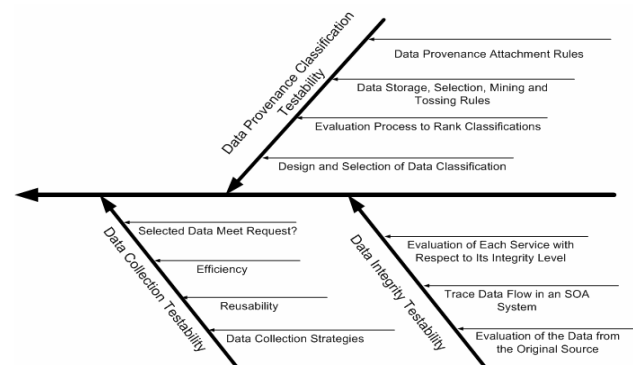 Data Provenance Classification
Testability
Data Provenance Attachment Rules
Data Storage, Selection, Mining and
Tossing Rules
Evaluation Process to Rank Classifications
Design and Selection of Data Classification
Data Collection Testability
Selected Data Meet Request?
Efficiency
Reusability
Data Collection Strategies
Data Integrity Testability
Evaluation of Each Service with
Respect to Its Integrity Level
Trace Data Flow in an SOA
System
Evaluation of the Data from
the Original Source